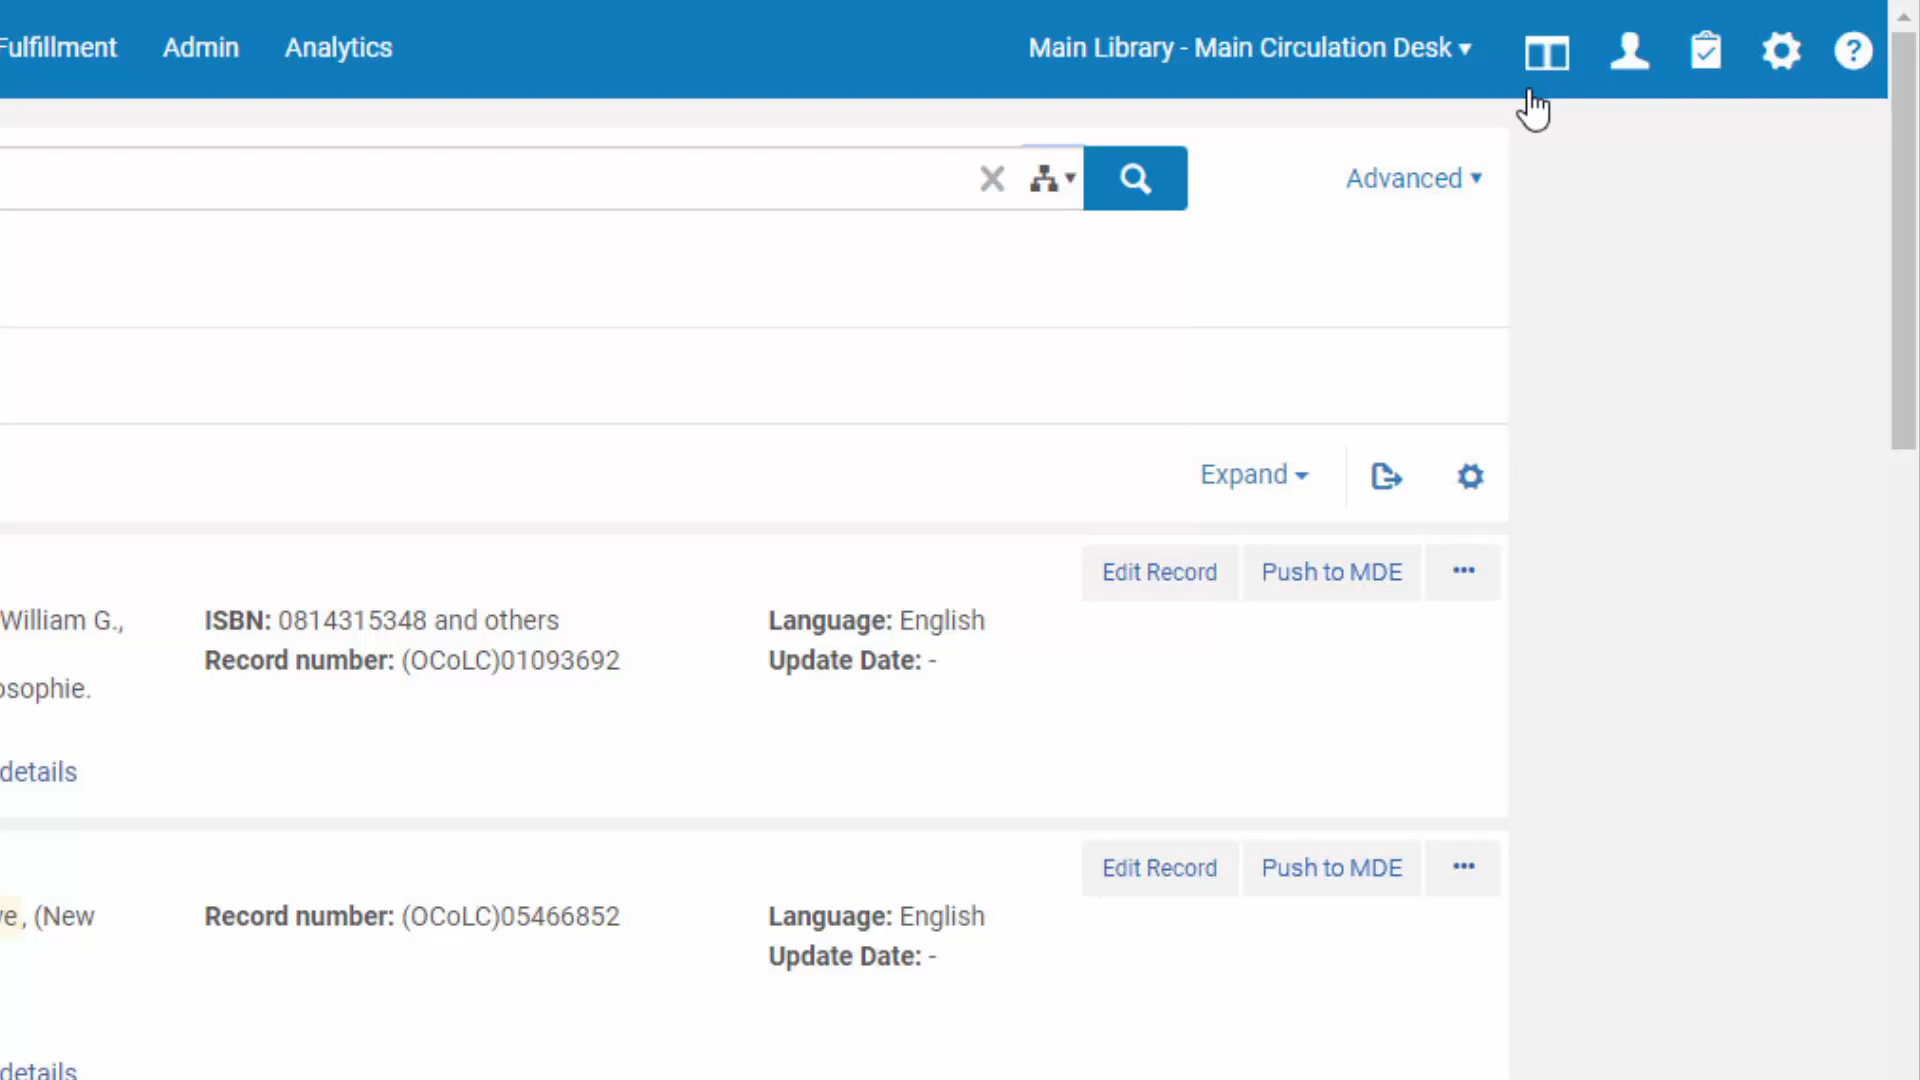 Fulfillment Admin Analytics Main Library - Main Circulation Desk
Advanced
Expand
Edit Record Push to MDE
William G., ISBN: 0814315348 and others Language: English
Record number: (OCoLC)01093692 Update Date: -
osophie.
details
Edit Record Push to MDE
ve, (New Record number: (OCoLC)05466852 Language: English
Update Date: -
details